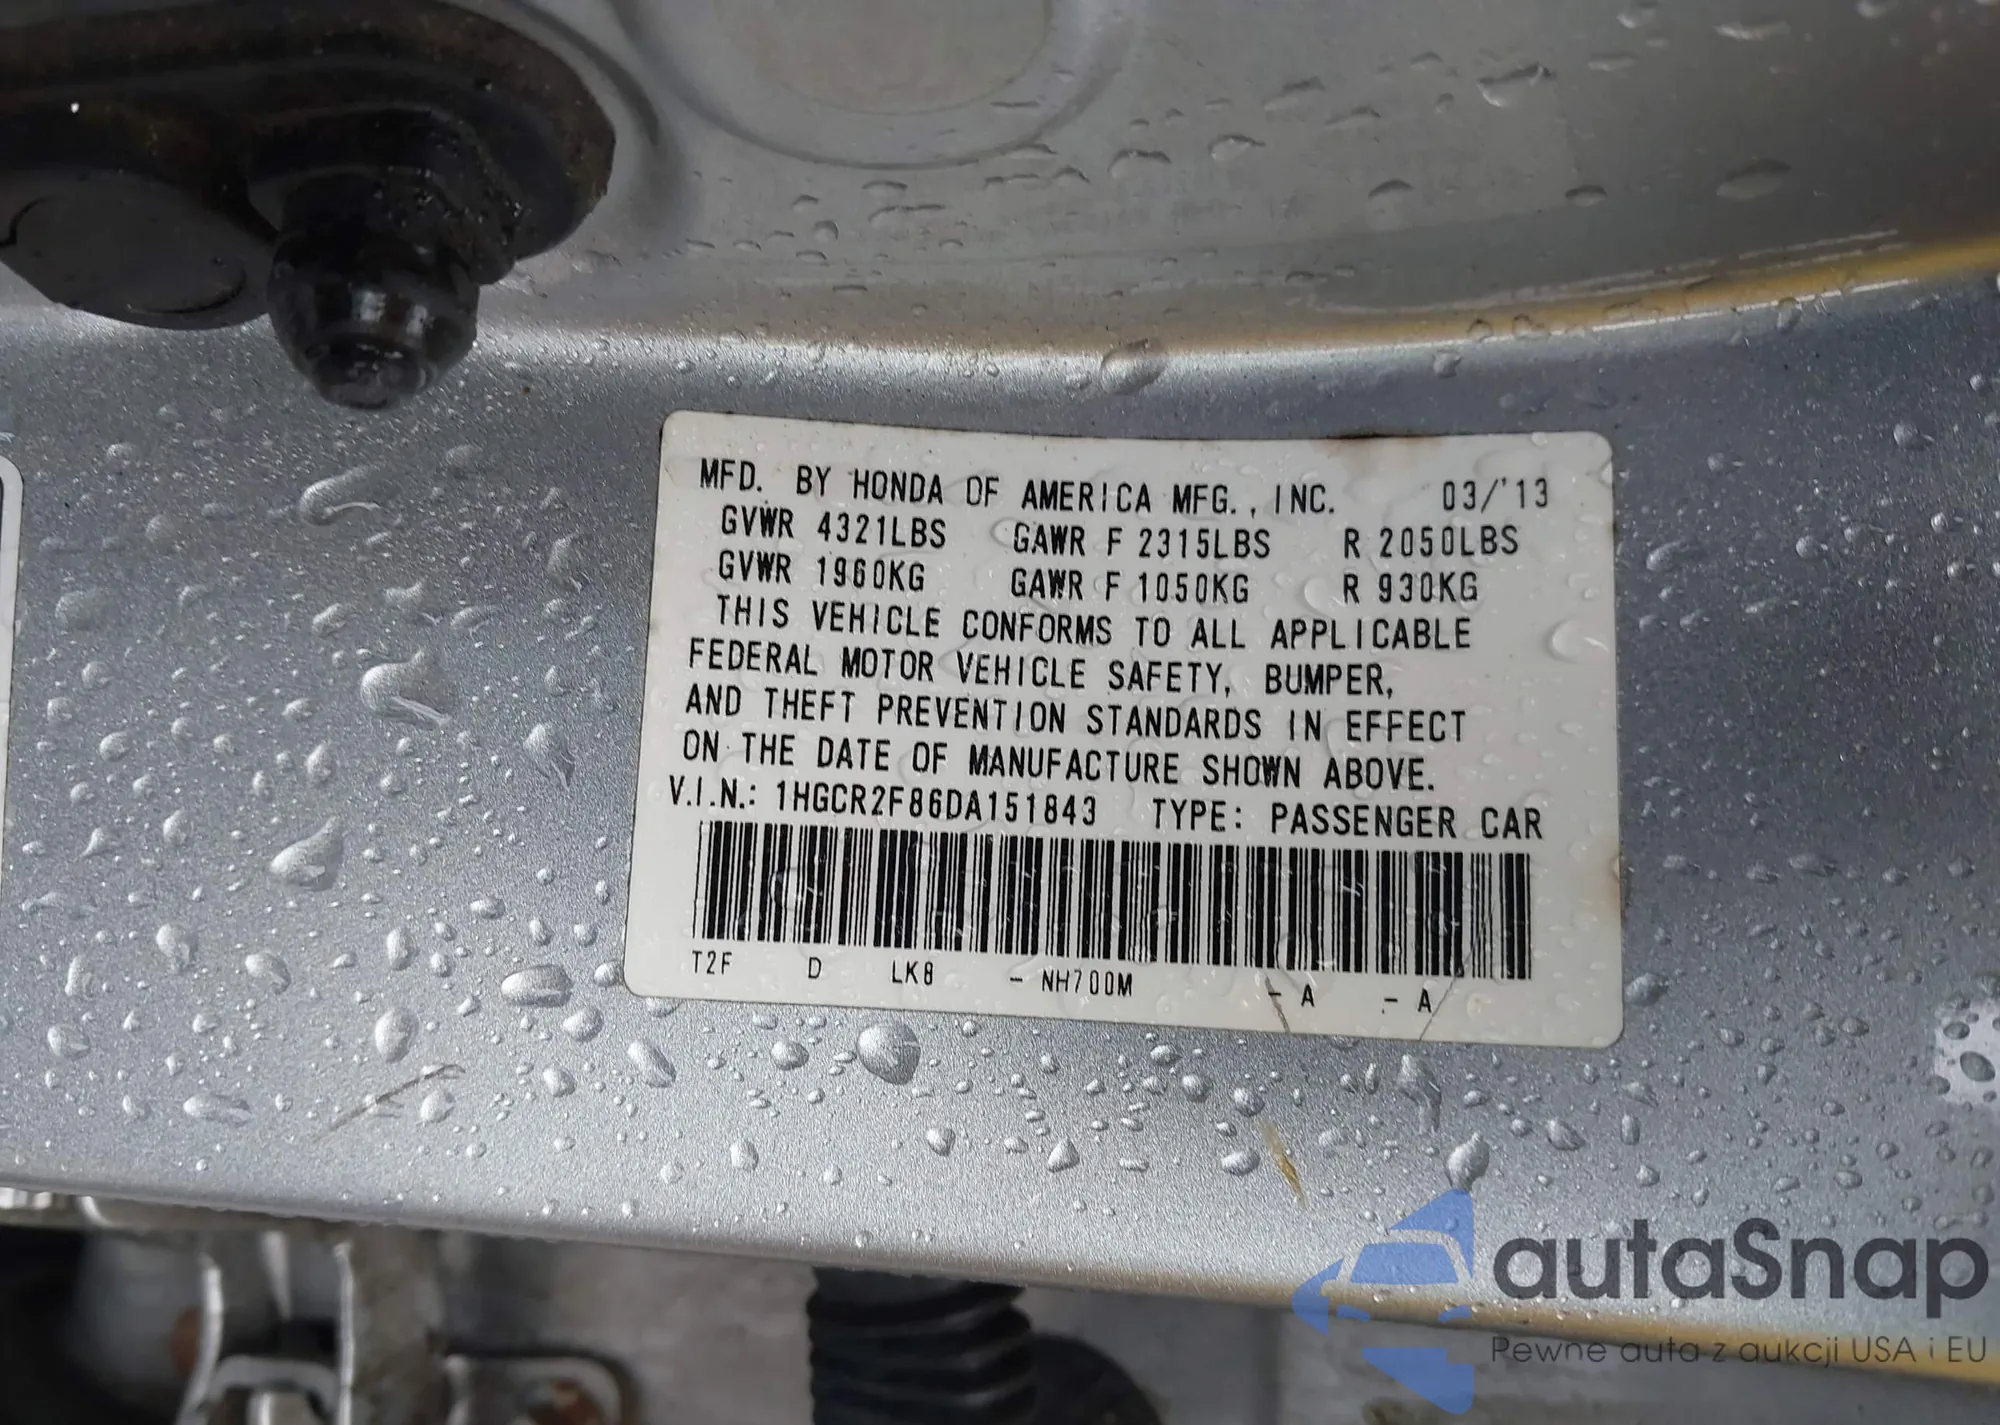 MFD. BY HONDA OF AMERICA MFG., INC. 03/'13
GVWR 4321LBS GAWR F 2315LBS R 2050LBS
GVWR 1960KG GAWR F 1050KG R 930KG
THIS VEHICLE CONFORMS TO ALL APPLICABLE
FEDERAL MOTOR VEHICLE SAFETY, BUMPER,
AND THEFT PREVENTION STANDARDS IN EFFECT
ON THE DATE OF MANUFACTURE SHOWN ABOVE.
V.I.N.: 1HGCR2F86DA151843 TYPE: PASSENGER CAR
T2F D LK8 - NH700M - A - A
autaSnap
Pewne auta z aukcji USA i EU